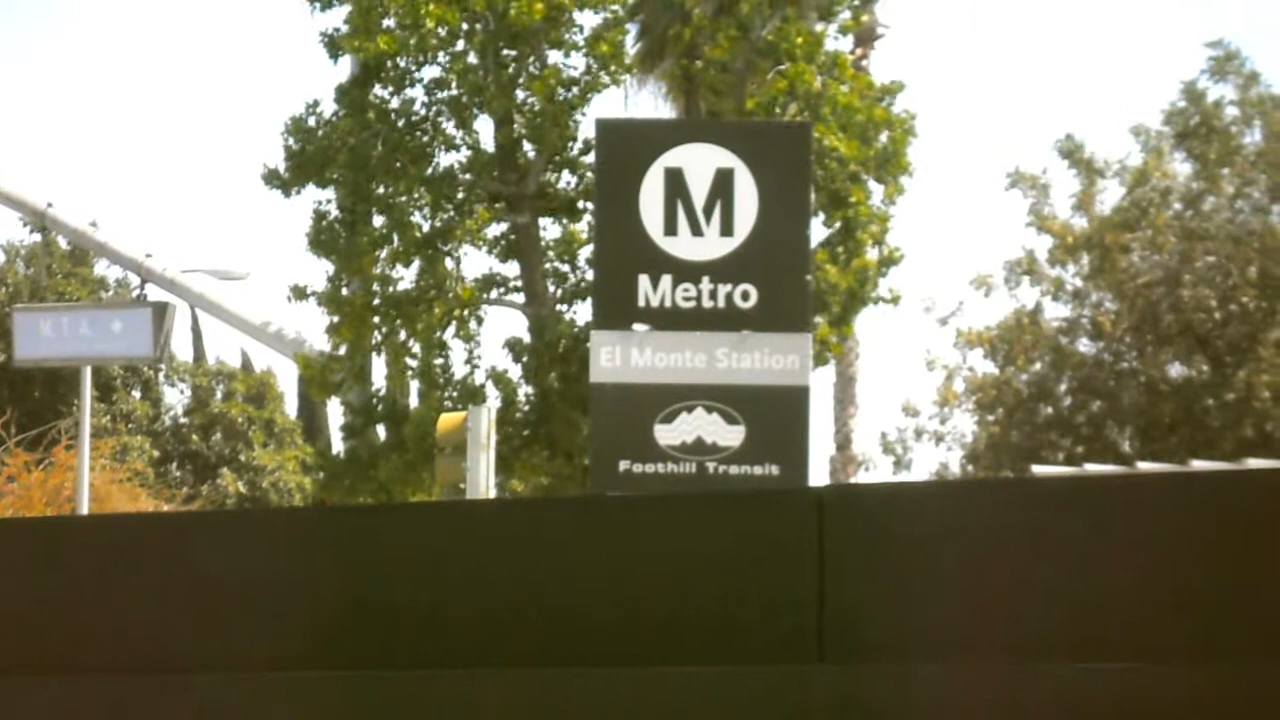 M.T.A.
M
Metro
El Monte Station
Foothill Transit